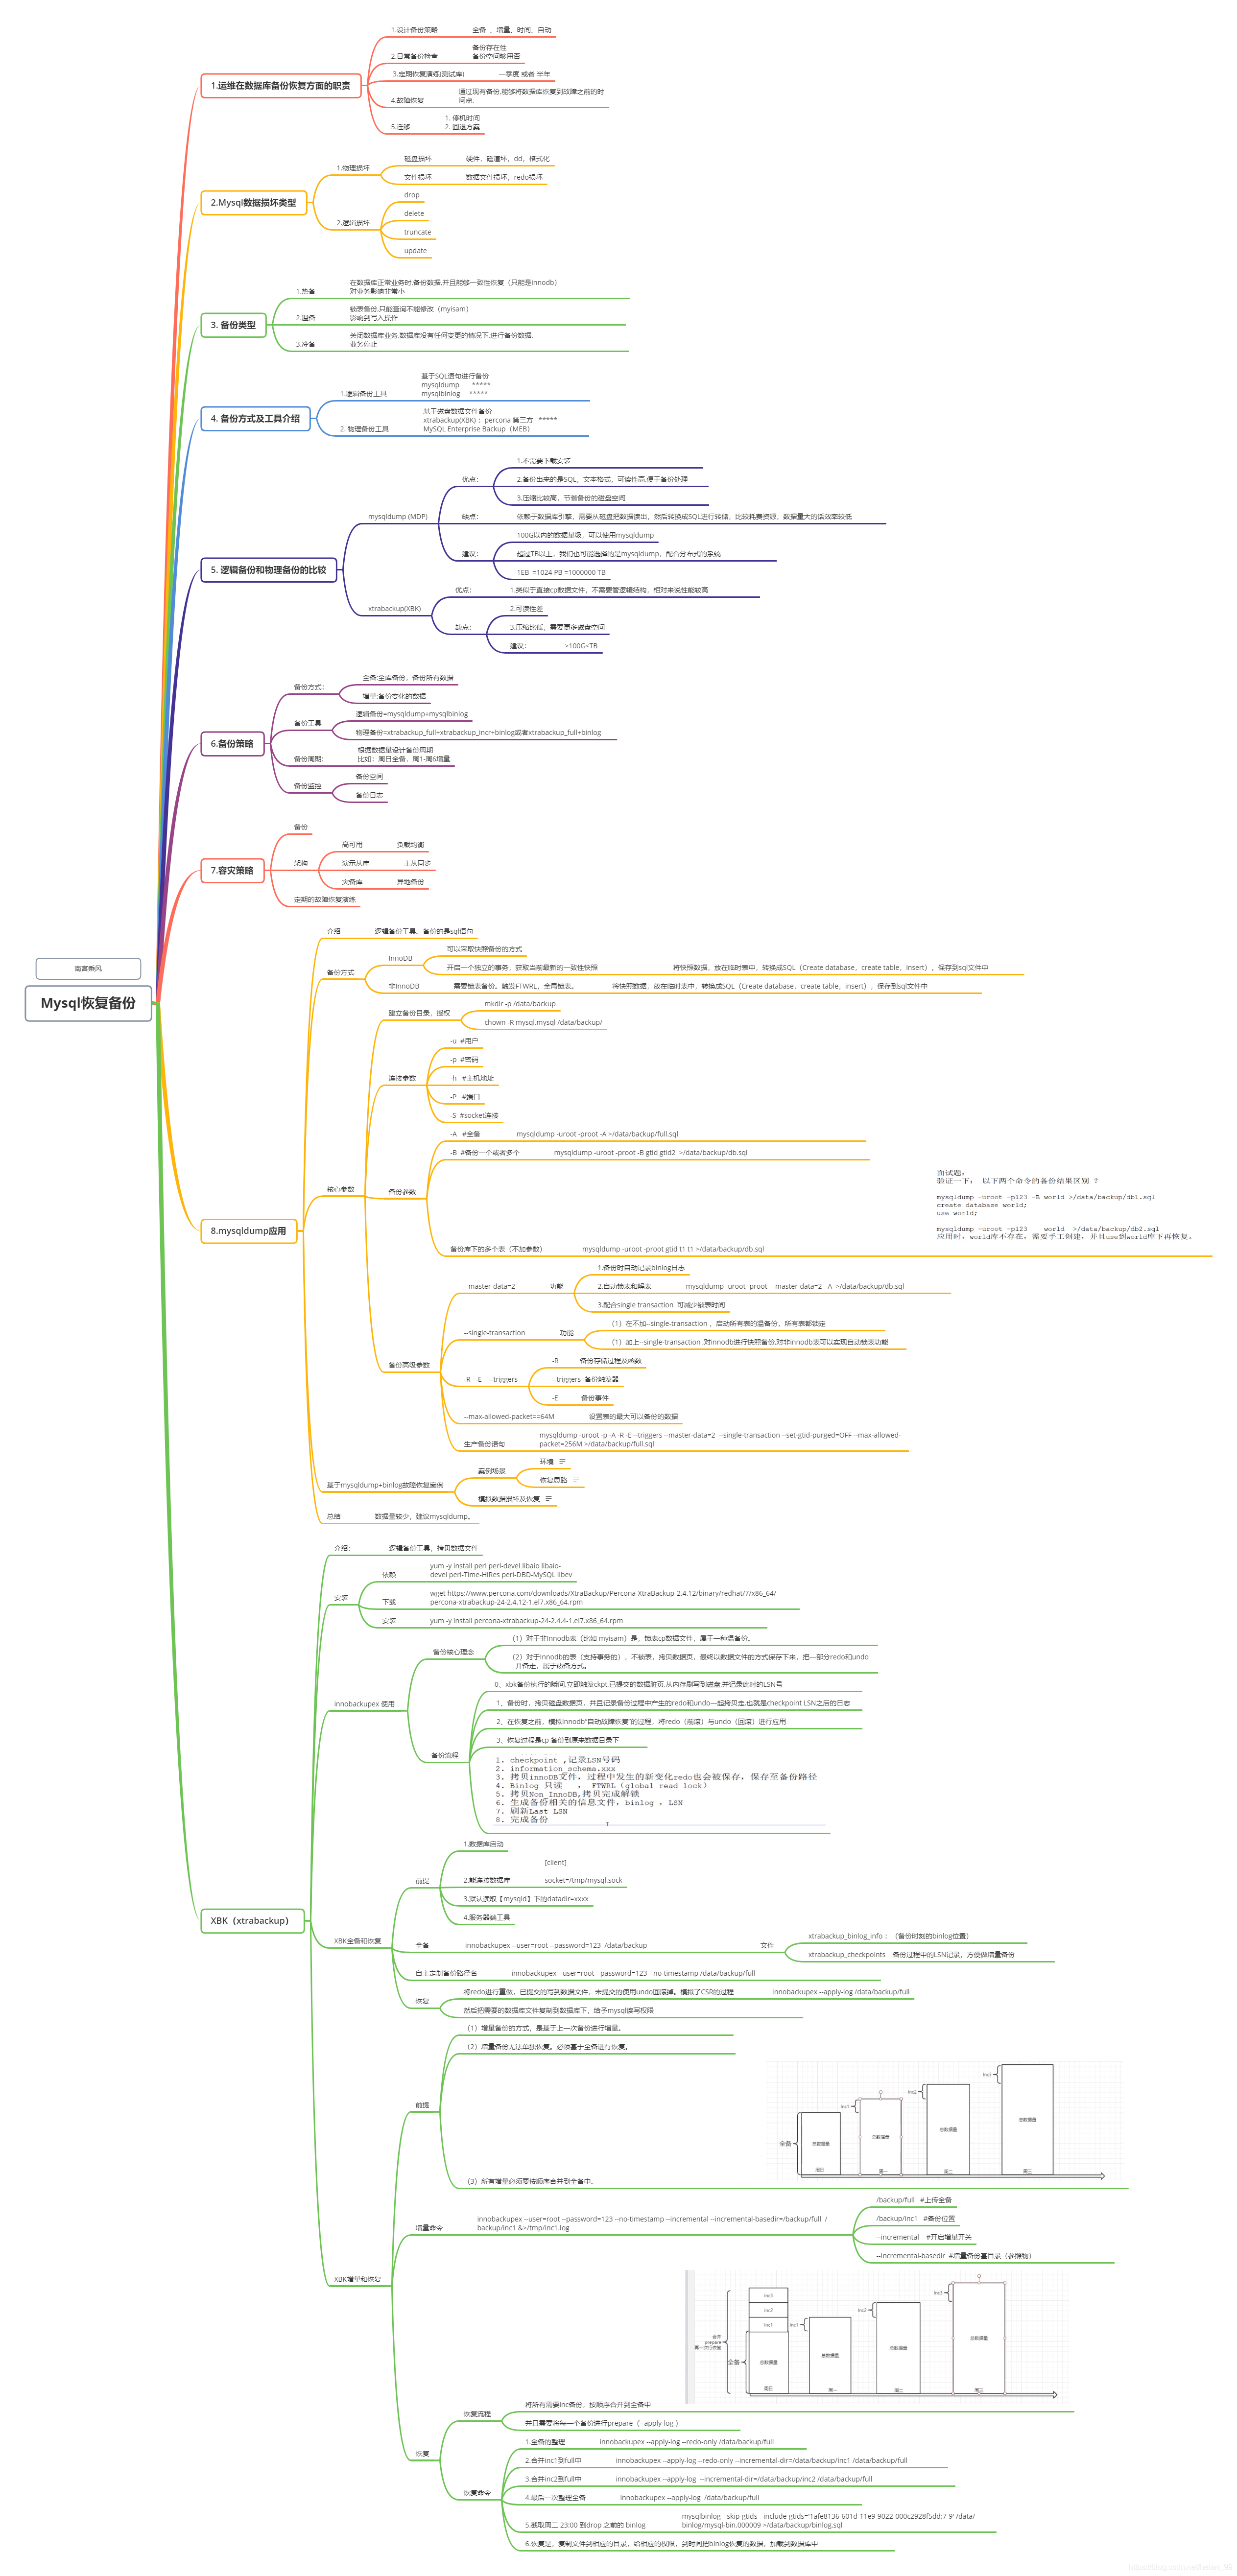 南宫乘风
Mysql恢复备份
1.运维在数据库备份恢复方面的职责
1.设计备份策略 全备 、增量、时间、自动
2.日常备份检查 备份存在性
备份空间够用否
3.定期恢复演练(测试库) 一季度 或者 半年
4.故障恢复 通过现有备份,能够将数据库恢复到故障之前的时
间点.
5.迁移 1. 停机时间
2. 回退方案
2.Mysql数据损坏类型
1.物理损坏
磁盘损坏 硬件，磁道坏，dd，格式化
文件损坏 数据文件损坏，redo损坏
2.逻辑损坏
drop
delete
truncate
update
3. 备份类型
1.热备 在数据库正常业务时,备份数据,并且能够一致性恢复（只能是innodb）
对业务影响非常小
2.温备 锁表备份,只能查询不能修改（myisam）
影响到写入操作
3.冷备 关闭数据库业务,数据库没有任何变更的情况下,进行备份数据.
业务停止
4. 备份方式及工具介绍
1.逻辑备份工具 基于SQL语句进行备份
mysqldump *****
mysqlbinlog *****
2. 物理备份工具 基于磁盘数据文件备份
xtrabackup(XBK) ：percona 第三方 *****
MySQL Enterprise Backup（MEB）
5. 逻辑备份和物理备份的比较
mysqldump (MDP)
优点：
1.不需要下载安装
2.备份出来的是SQL，文本格式，可读性高,便于备份处理
3.压缩比较高，节省备份的磁盘空间
缺点： 依赖于数据库引擎，需要从磁盘把数据读出，然后转换成SQL进行转储，比较耗费资源，数据量大的话效率较低
建议：
100G以内的数据量级，可以使用mysqldump
超过TB以上，我们也可能选择的是mysqldump，配合分布式的系统
1EB =1024 PB =1000000 TB
xtrabackup(XBK)
优点： 1.类似于直接cp数据文件，不需要管逻辑结构，相对来说性能较高
缺点：
2.可读性差
3.压缩比低，需要更多磁盘空间
建议： >100G<TB
6.备份策略
备份方式：
全备:全库备份，备份所有数据
增量:备份变化的数据
备份工具
逻辑备份=mysqldump+mysqlbinlog
物理备份=xtrabackup_full+xtrabackup_incr+binlog或者xtrabackup_full+binlog
备份周期: 根据数据量设计备份周期
比如：周日全备，周1-周6增量
备份监控
备份空间
备份日志
7.容灾策略
备份
架构
高可用 负载均衡
演示从库 主从同步
灾备库 异地备份
定期的故障恢复演练
8.mysqldump应用
介绍 逻辑备份工具。备份的是sql语句
备份方式
InnoDB
可以采取快照备份的方式
开启一个独立的事务，获取当前最新的一致性快照 将快照数据，放在临时表中，转换成SQL（Create database，create table，insert），保存到sql文件中
非InnoDB 需要锁表备份。触发FTWRL，全局锁表。 将快照数据，放在临时表中，转换成SQL（Create database，create table，insert），保存到sql文件中
核心参数
建立备份目录，授权
mkdir -p /data/backup
chown -R mysql.mysql /data/backup/
连接参数
-u #用户
-p #密码
-h #主机地址
-P #端口
-S #socket连接
备份参数
-A #全备 mysqldump -uroot -proot -A >/data/backup/full.sql
-B #备份一个或者多个 mysqldump -uroot -proot -B gtid gtid2 >/data/backup/db.sql
备份库下的多个表（不加参数） mysqldump -uroot -proot gtid t1 t1 >/data/backup/db.sql
面试题：
验证一下， 以下两个命令的备份结果区别 ？
mysqldump -uroot -p123 -B world >/data/backup/db1.sql
create database world;
use world;
mysqldump -uroot -p123 world >/data/backup/db2.sql
应用时，world库不存在，需要手工创建，并且use到world库下再恢复。
备份高级参数
--master-data=2 功能
1.备份时自动记录binlog日志
2.自动锁表和解表 mysqldump -uroot -proot --master-data=2 -A >/data/backup/db.sql
3.配合single transaction 可减少锁表时间
--single-transaction 功能
（1）在不加--single-transaction ，启动所有表的温备份，所有表都锁定
（1）加上--single-transaction ,对innodb进行快照备份,对非innodb表可以实现自动锁表功能
-R -E --triggers
-R 备份存储过程及函数
--triggers 备份触发器
-E 备份事件
--max-allowed-packet==64M 设置表的最大可以备份的数据
生产备份语句 mysqldump -uroot -p -A -R -E --triggers --master-data=2 --single-transaction --set-gtid-purged=OFF --max-allowed-
packet=256M >/data/backup/full.sql
基于mysqldump+binlog故障恢复案例
案例场景
环境
恢复思路
模拟数据损坏及恢复
总结 数据量较少，建议mysqldump。
XBK（xtrabackup）
介绍： 逻辑备份工具，拷贝数据文件
安装
依赖 yum -y install perl perl-devel libaio libaio-
devel perl-Time-HiRes perl-DBD-MySQL libev
下载 wget https://www.percona.com/downloads/XtraBackup/Percona-XtraBackup-2.4.12/binary/redhat/7/x86_64/
percona-xtrabackup-24-2.4.12-1.el7.x86_64.rpm
安装 yum -y install percona-xtrabackup-24-2.4.4-1.el7.x86_64.rpm
innobackupex 使用
备份核心理念
（1）对于非Innodb表（比如 myisam）是，锁表cp数据文件，属于一种温备份。
（2）对于Innodb的表（支持事务的），不锁表，拷贝数据页，最终以数据文件的方式保存下来，把一部分redo和undo
一并备走，属于热备方式。
备份流程
0、xbk备份执行的瞬间,立即触发ckpt,已提交的数据脏页,从内存刷写到磁盘,并记录此时的LSN号
1、备份时，拷贝磁盘数据页，并且记录备份过程中产生的redo和undo一起拷贝走,也就是checkpoint LSN之后的日志
2、在恢复之前，模拟Innodb“自动故障恢复”的过程，将redo（前滚）与undo（回滚）进行应用
3、恢复过程是cp 备份到原来数据目录下
1. checkpoint ,记录LSN号码
2. information_schema.xxx
3. 拷贝innoDB文件，过程中发生的新变化redo也会被保存，保存至备份路径
4. Binlog 只读 ， FTWRL（global read lock）
5. 拷贝Non InnoDB,拷贝完成解锁
6. 生成备份相关的信息文件，binlog ，LSN
7. 刷新Last LSN
8. 完成备份
XBK全备和恢复
前提
1.数据库启动
2.能连接数据库 [client]
socket=/tmp/mysql.sock
3.默认读取【mysqld】下的datadir=xxxx
4.服务器端工具
全备 innobackupex --user=root --password=123 /data/backup 文件
xtrabackup_binlog_info ：（备份时刻的binlog位置）
xtrabackup_checkpoints 备份过程中的LSN记录，方便做增量备份
自主定制备份路径名 innobackupex --user=root --password=123 --no-timestamp /data/backup/full
恢复
将redo进行重做，已提交的写到数据文件，未提交的使用undo回滚掉。模拟了CSR的过程 innobackupex --apply-log /data/backup/full
然后把需要的数据库文件复制到数据库下，给予mysql读写权限
XBK增量和恢复
前提
（1）增量备份的方式，是基于上一次备份进行增量。
（2）增量备份无法单独恢复。必须基于全备进行恢复。
（3）所有增量必须要按顺序合并到全备中。
全备
总数据量
周日
Inc1
总数据量
周一
Inc2
总数据量
周二
Inc3
总数据量
周三
增量命令 innobackupex --user=root --password=123 --no-timestamp --incremental --incremental-basedir=/backup/full /
backup/inc1 &>/tmp/inc1.log
/backup/full #上传全备
/backup/inc1 #备份位置
--incremental #开启增量开关
--incremental-basedir #增量备份基目录（参照物）
恢复
合并
prepare
全备
inc3
inc2
inc1
总数据量
周日
Inc1
总数据量
周一
Inc2
总数据量
周二
Inc3
总数据量
周三
恢复流程
将所有需要inc备份，按顺序合并到全备中
并且需要将每一个备份进行prepare（--apply-log ）
恢复命令
1.全备的整理 innobackupex --apply-log --redo-only /data/backup/full
2.合并inc1到full中 innobackupex --apply-log --redo-only --incremental-dir=/data/backup/inc1 /data/backup/full
3.合并inc2到full中 innobackupex --apply-log --incremental-dir=/data/backup/inc2 /data/backup/full
4.最后一次整理全备 innobackupex --apply-log /data/backup/full
5.截取周二 23:00 到drop 之前的 binlog mysqlbinlog --skip-gtids --include-gtids='1afe8136-601d-11e9-9022-000c2928f5dd:7-9' /data/
binlog/mysql-bin.000009 >/data/backup/binlog.sql
6.恢复是，复制文件到相应的目录，给相应的权限，到时间把binlog恢复的数据，加载到数据库中